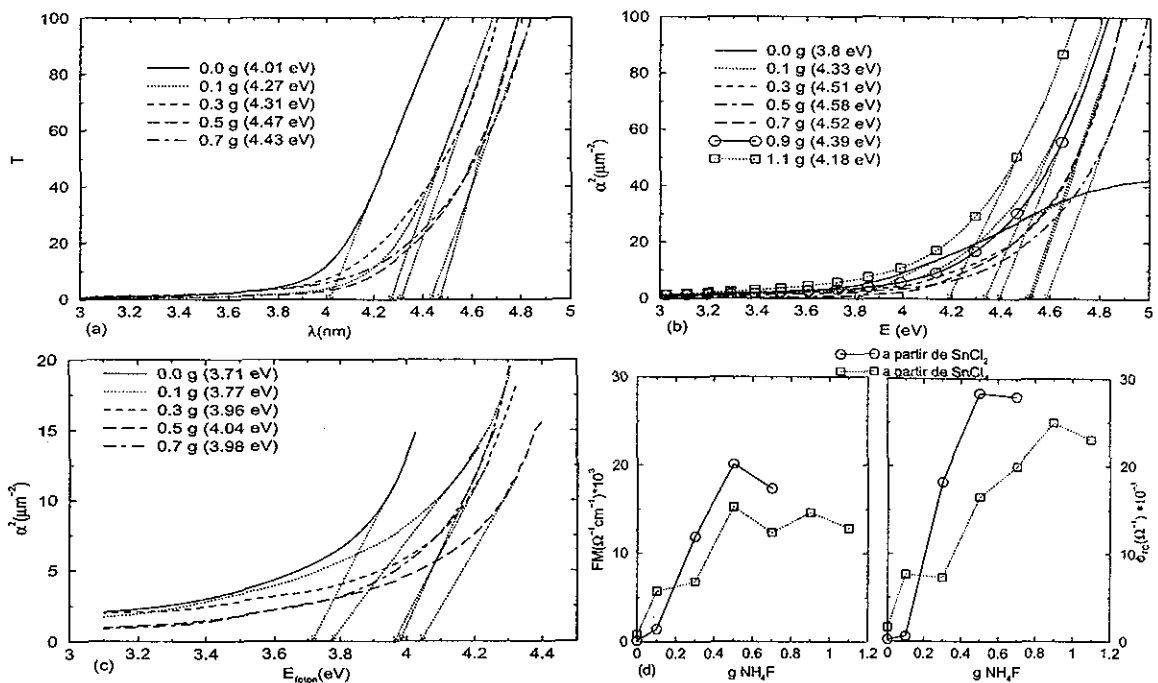 100
80
60
40
20
0
T
0.0 g (4.01 eV)
0.1 g (4.27 eV)
0.3 g (4.31 eV)
0.5 g (4.47 eV)
0.7 g (4.43 eV)
3 3.2 3.4 3.6 3.8 4 4.2 4.4 4.6 4.8 5
(a)
λ(nm)
100
80
60
40
20
0
α²(μm⁻²)
0.0 g (3.8 eV)
0.1 g (4.33 eV)
0.3 g (4.51 eV)
0.5 g (4.58 eV)
0.7 g (4.52 eV)
0.9 g (4.39 eV)
1.1 g (4.18 eV)
3 3.2 3.4 3.6 3.8 4 4.2 4.4 4.6 4.8 5
(b)
E (eV)
20
15
10
5
0
α²(μm⁻²)
0.0 g (3.71 eV)
0.1 g (3.77 eV)
0.3 g (3.96 eV)
0.5 g (4.04 eV)
0.7 g (3.98 eV)
3 3.2 3.4 3.6 3.8 4 4.2 4.4
(c)
E foton (eV)
a partir de SnCl₂
a partir de SnCl₄
30
20
10
0
FM(Ω⁻¹cm⁻¹)*10³
0 0.2 0.4 0.6 0.8 1 1.2
(d)
g NH₄F
0 0.2 0.4 0.6 0.8 1 1.2
g NH₄F
30
20
10
0
(Ω⁻¹) *10⁻³